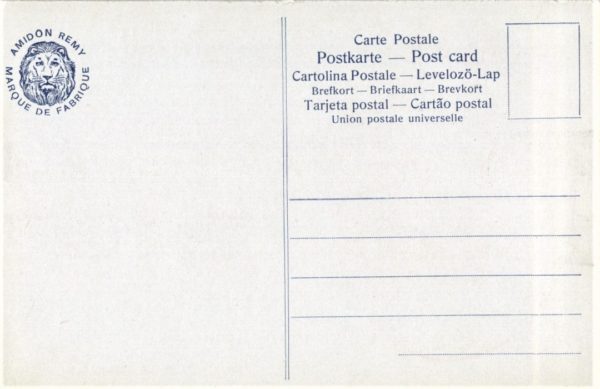 AMIDON REMY
MARQUE DE FABRIQUE
Carte Postale
Postkarte — Post card
Cartolina Postale — Levelozō-Lap
Brefkort — Briefkaart — Brevkort
Tarjeta postal — Cartão postal
Union postale universelle